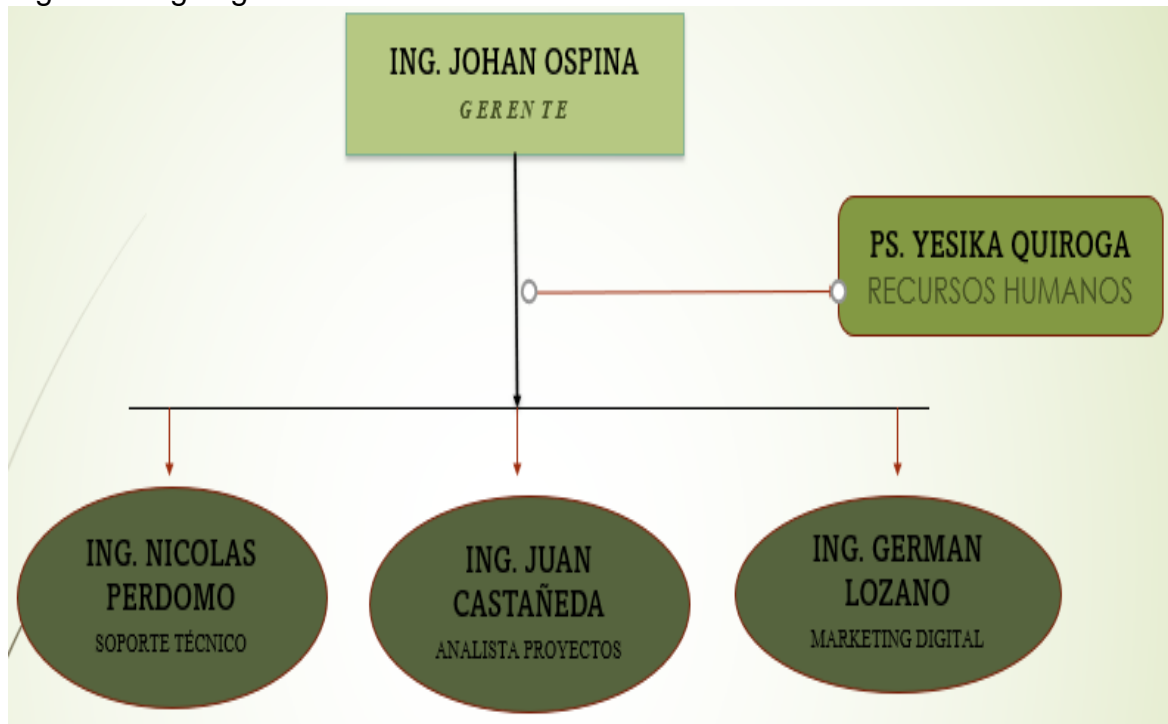 ING. JOHAN OSPINA
GERENTE
PS. YESIKA QUIROGA
RECURSOS HUMANOS
ING. NICOLAS
PERDOMO
SOPORTE TÉCNICO
ING. JUAN
CASTAÑEDA
ANALISTA PROYECTOS
ING. GERMAN
LOZANO
MARKETING DIGITAL